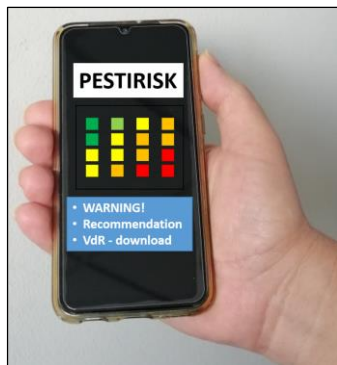 PESTIRISK
• WARNING!
• Recommendation
• VdR - download